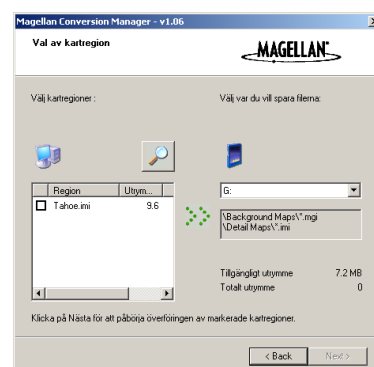 Magellan Conversion Manager - v1.06
Val av kartregion
MAGELLAN
Välj kartregioner :
Välj var du vill spara filerna:
Region Utrym...
Tahoe.imi 9.6
G:
\Background Maps\*.mgi
\Detail Maps\*.imi
Tillgängligt utrymme 7.2 MB
Totalt utrymme 0
Klicka på Nästa för att påbörja överföringen av markerade kartregioner.
< Back Next >